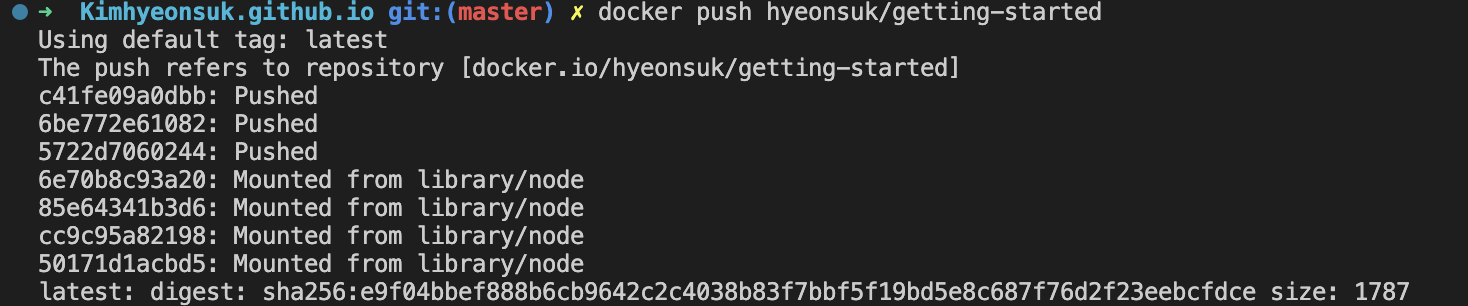 ➜  Kimhyeonsuk.github.io git:(master) ✗ docker push hyeonsuk/getting-started
Using default tag: latest
The push refers to repository [docker.io/hyeonsuk/getting-started]
c41fe09a0dbb: Pushed
6be772e61082: Pushed
5722d7060244: Pushed
6e70b8c93a20: Mounted from library/node
85e64341b3d6: Mounted from library/node
cc9c95a82198: Mounted from library/node
50171d1acbd5: Mounted from library/node
latest: digest: sha256:e9f04bbef888b6cb9642c2c4038b83f7bbf5f19bd5e8c687f76d2f23eebcfdce size: 1787